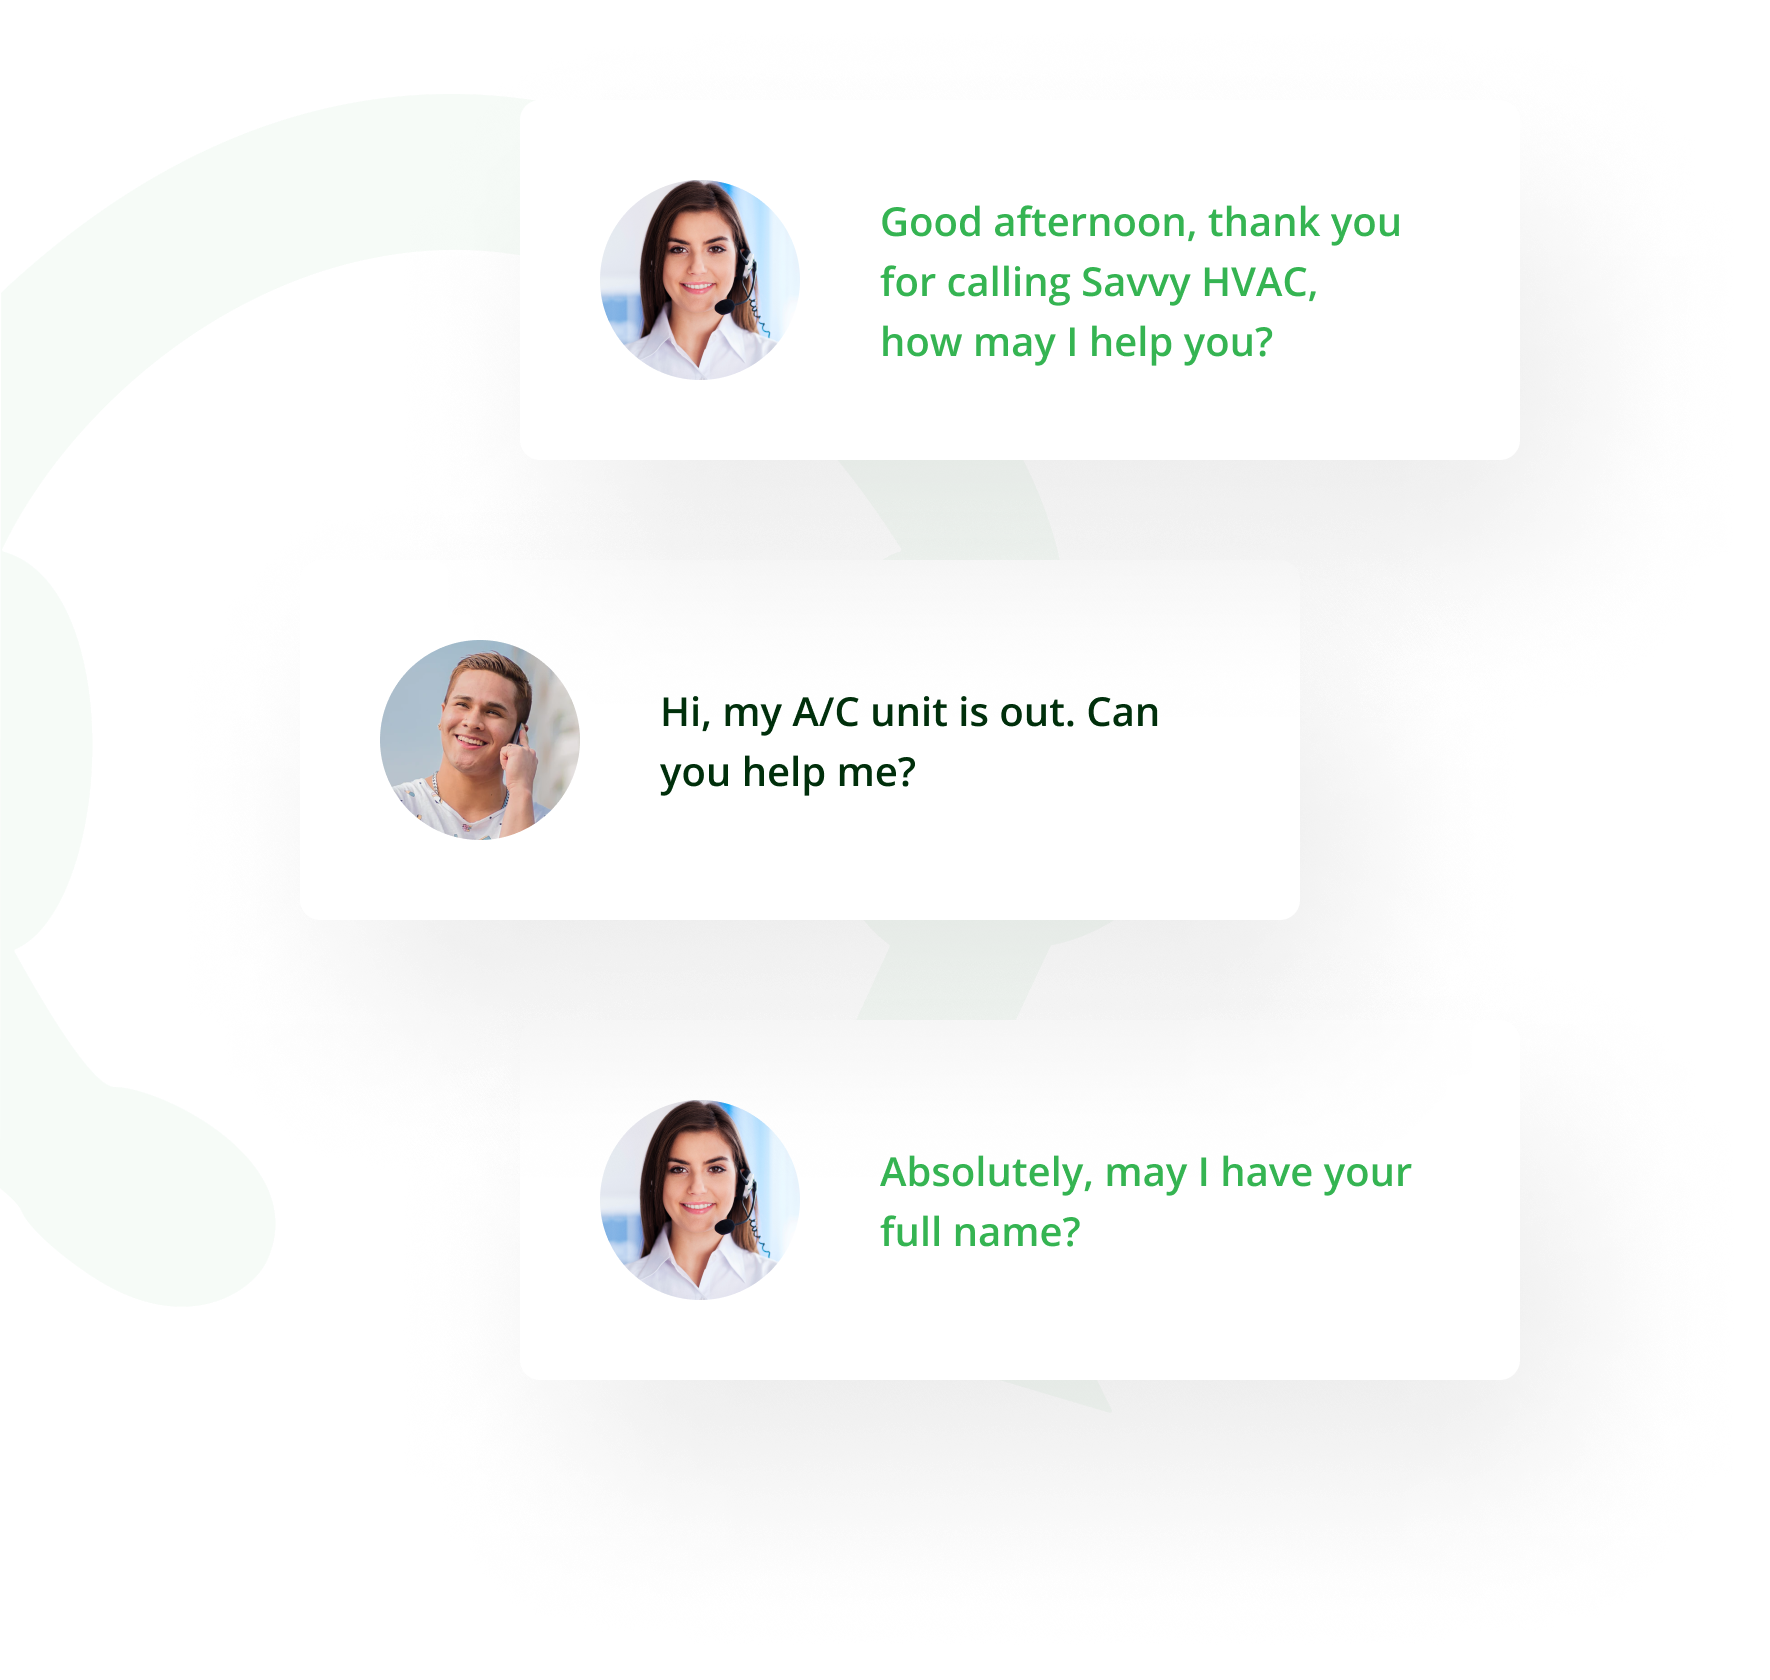 Good afternoon, thank you
for calling Savvy HVAC,
how may I help you?
Hi, my A/C unit is out. Can
you help me?
Absolutely, may I have your
full name?